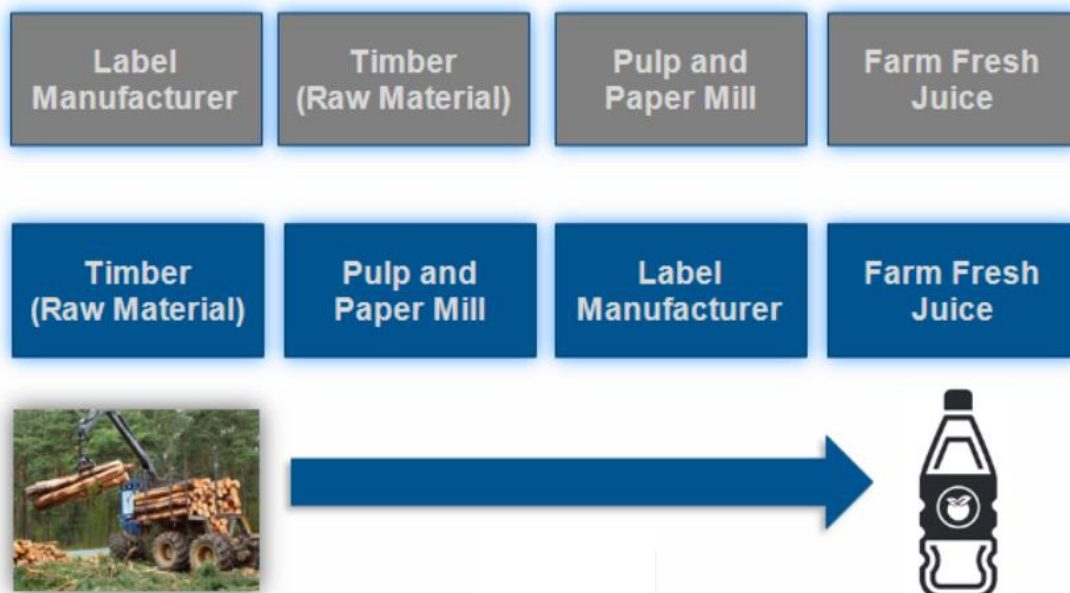 Label
Manufacturer
Timber
(Raw Material)
Pulp and
Paper Mill
Farm Fresh
Juice
Timber
(Raw Material)
Pulp and
Paper Mill
Label
Manufacturer
Farm Fresh
Juice